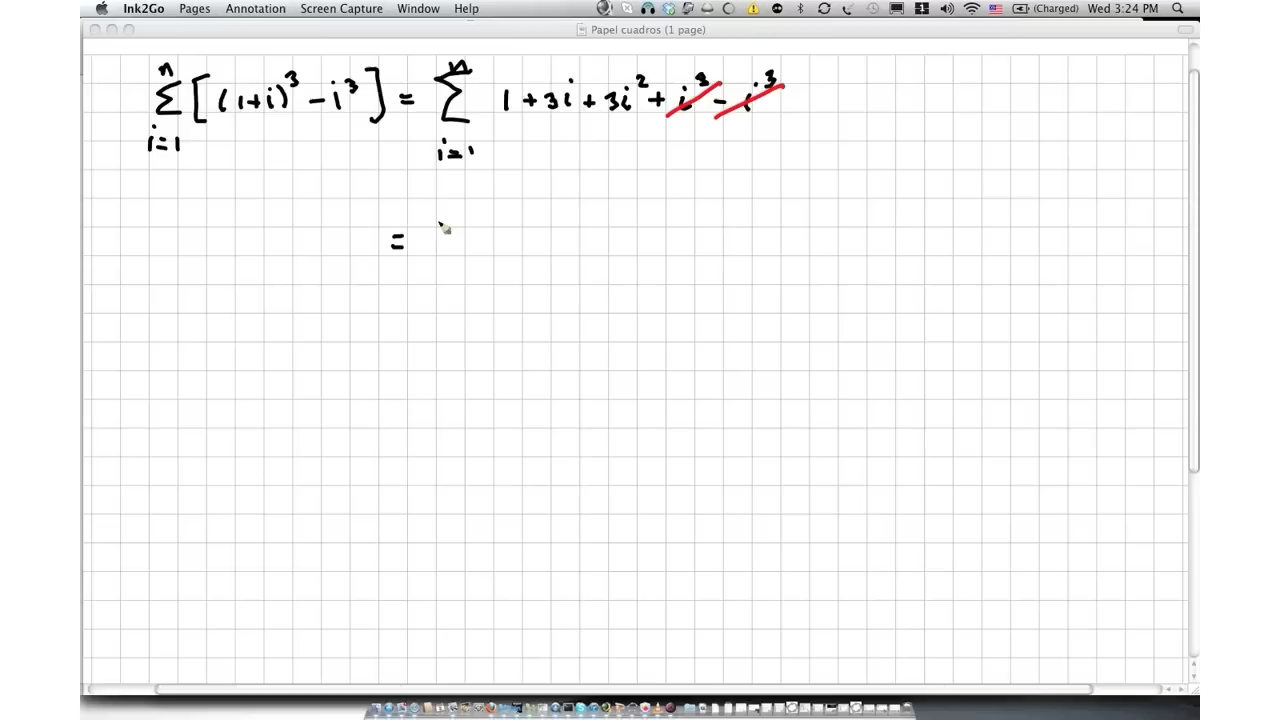 Ink2Go Pages Annotation Screen Capture Window Help (Charged) Wed 3:24 PM
Papel cuadros (1 page)
∑_{i=1}^{n} [(1+i)³ - i³] = ∑_{i=1}^{n} 1 + 3i + 3i² + i³ - i³
=